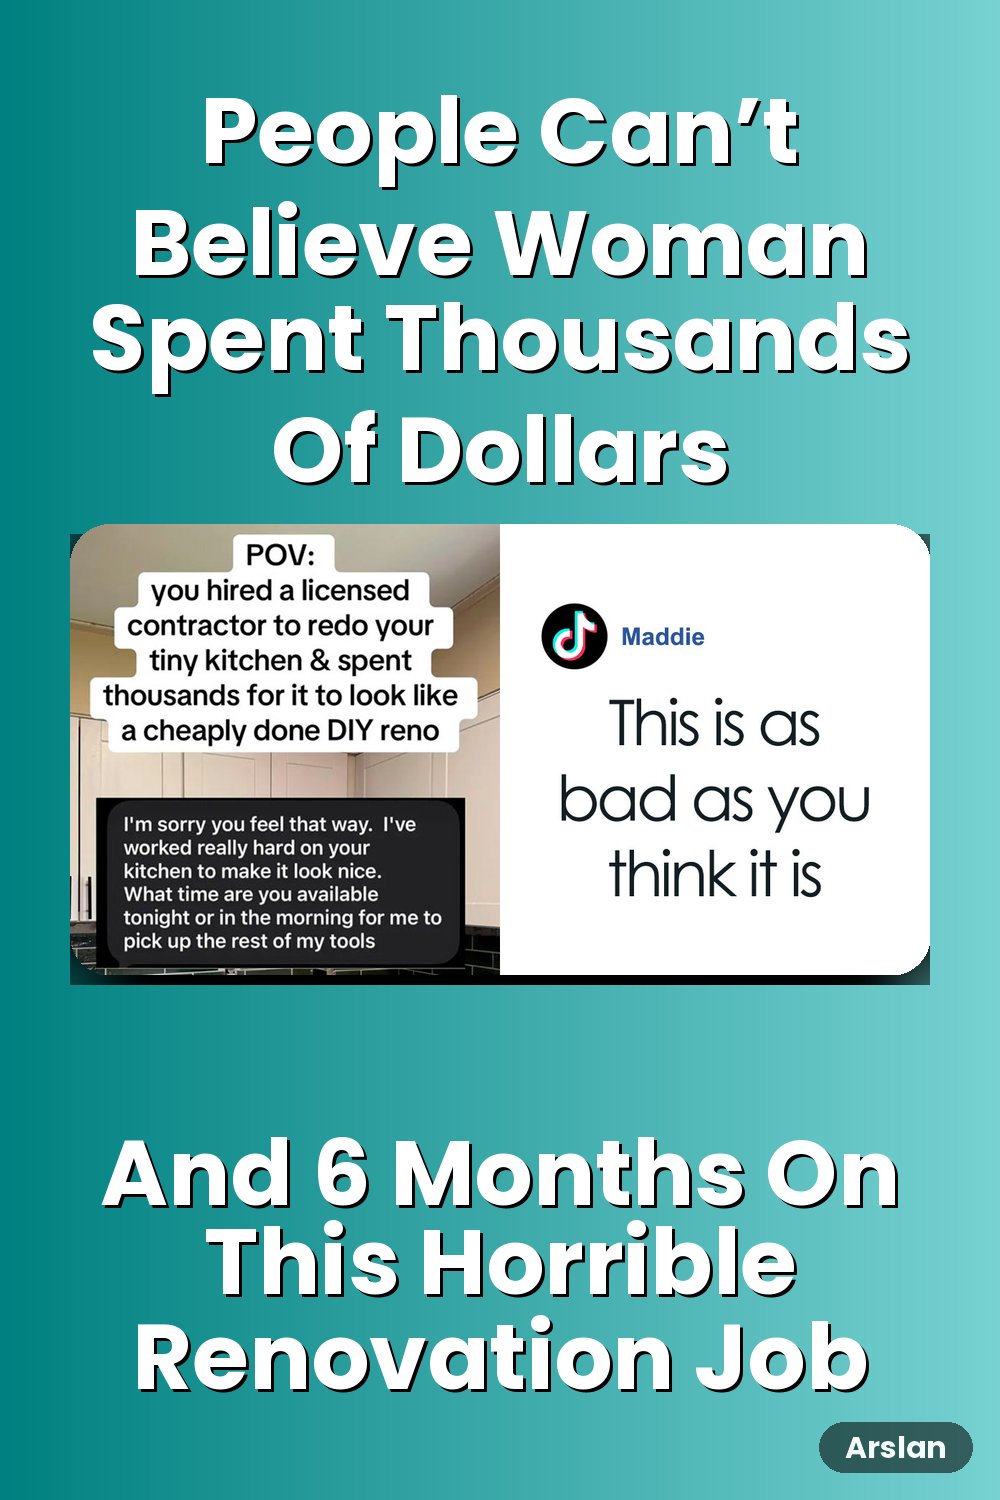 People Can’t
Believe Woman
Spent Thousands
Of Dollars
POV:
you hired a licensed
contractor to redo your
tiny kitchen & spent
thousands for it to look like
a cheaply done DIY reno
I'm sorry you feel that way.  I've
worked really hard on your
kitchen to make it look nice.
What time are you available
tonight or in the morning for me to
pick up the rest of my tools
Maddie
This is as
bad as you
think it is
And 6 Months On
This Horrible
Renovation Job
Arslan